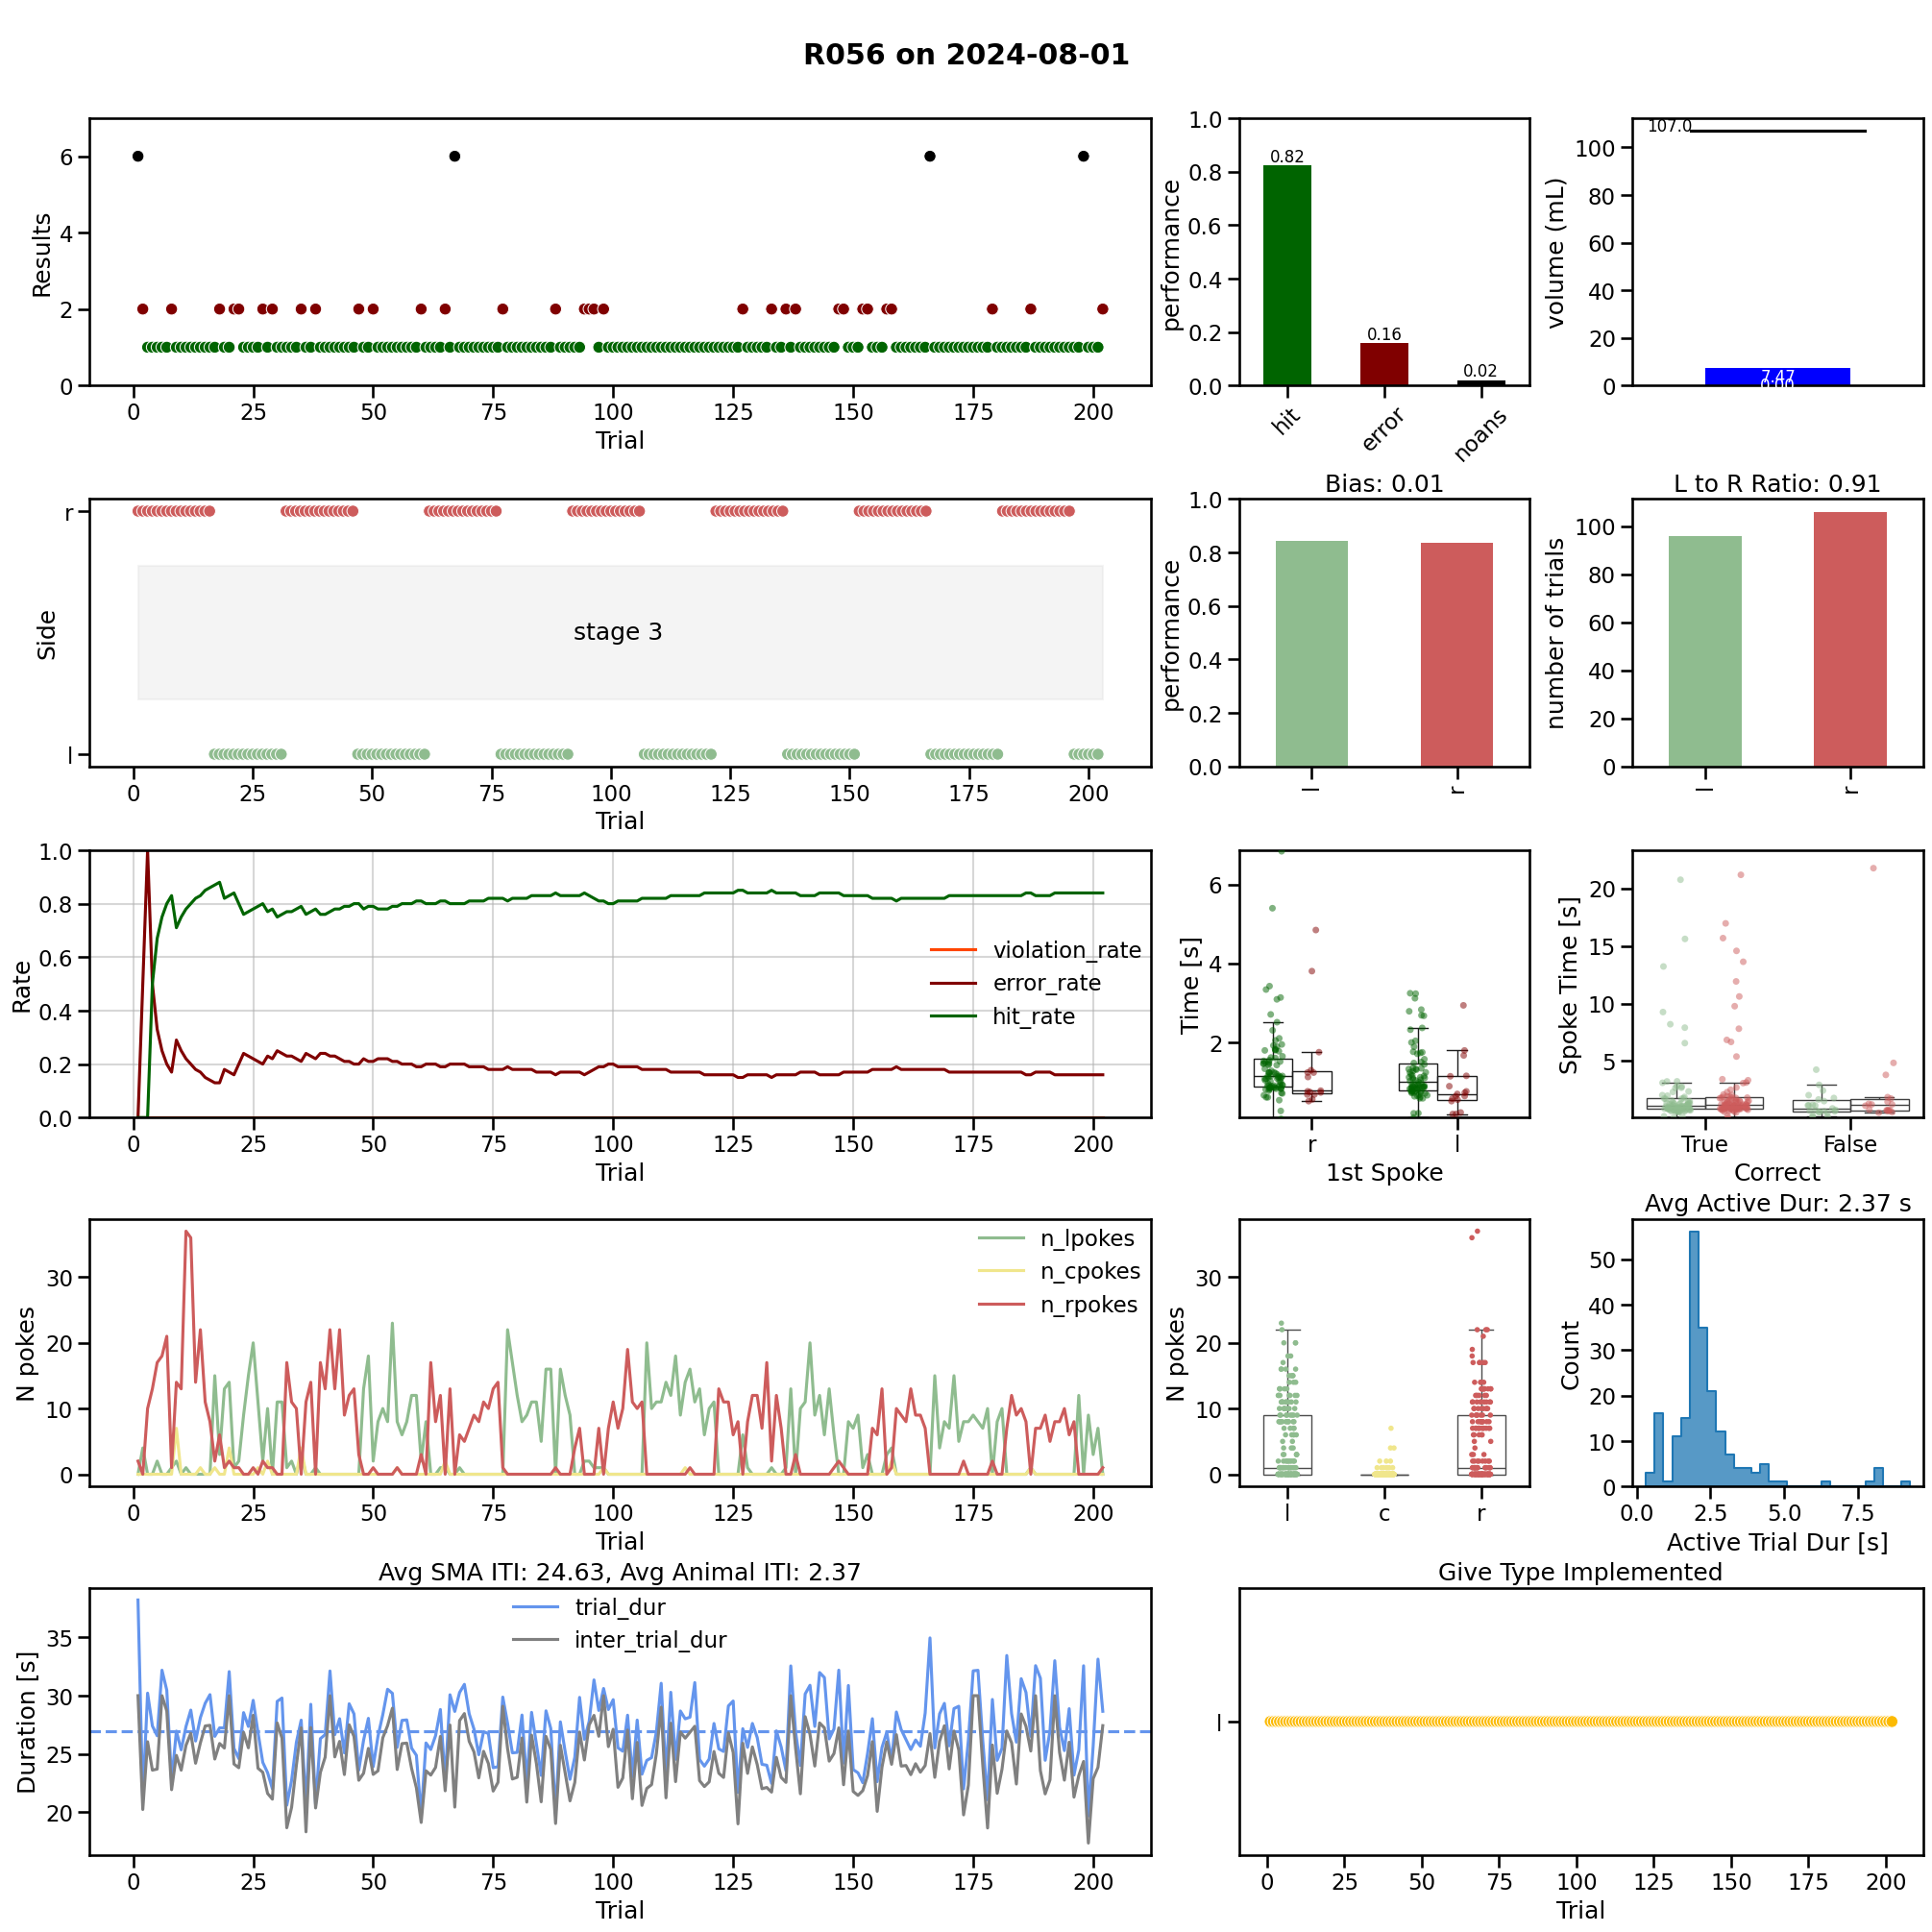 R056 on 2024-08-01
Results
6
4
2
0
0 25 50 75 100 125 150 175 200
Trial
performance
1.0
0.8
0.6
0.4
0.2
0.0
0.82
0.16
0.02
hit error noans
volume (mL)
107.0
100
80
60
40
20
0
7.47
0.00
Side
r
stage 3
l
0 25 50 75 100 125 150 175 200
Trial
Bias: 0.01
performance
1.0
0.8
0.6
0.4
0.2
0.0
l r
L to R Ratio: 0.91
number of trials
100
80
60
40
20
0
l r
Rate
1.0
0.8
0.6
0.4
0.2
0.0
violation_rate
error_rate
hit_rate
0 25 50 75 100 125 150 175 200
Trial
Time [s]
6
4
2
r l
1st Spoke
Spoke Time [s]
20
15
10
5
True False
Correct
N pokes
30
20
10
0
n_lpokes
n_cpokes
n_rpokes
0 25 50 75 100 125 150 175 200
Trial
N pokes
30
20
10
0
l c r
Avg Active Dur: 2.37 s
Count
50
40
30
20
10
0
0.0 2.5 5.0 7.5
Active Trial Dur [s]
Avg SMA ITI: 24.63, Avg Animal ITI: 2.37
Duration [s]
35
30
25
20
trial_dur
inter_trial_dur
0 25 50 75 100 125 150 175 200
Trial
Give Type Implemented
l
0 25 50 75 100 125 150 175 200
Trial